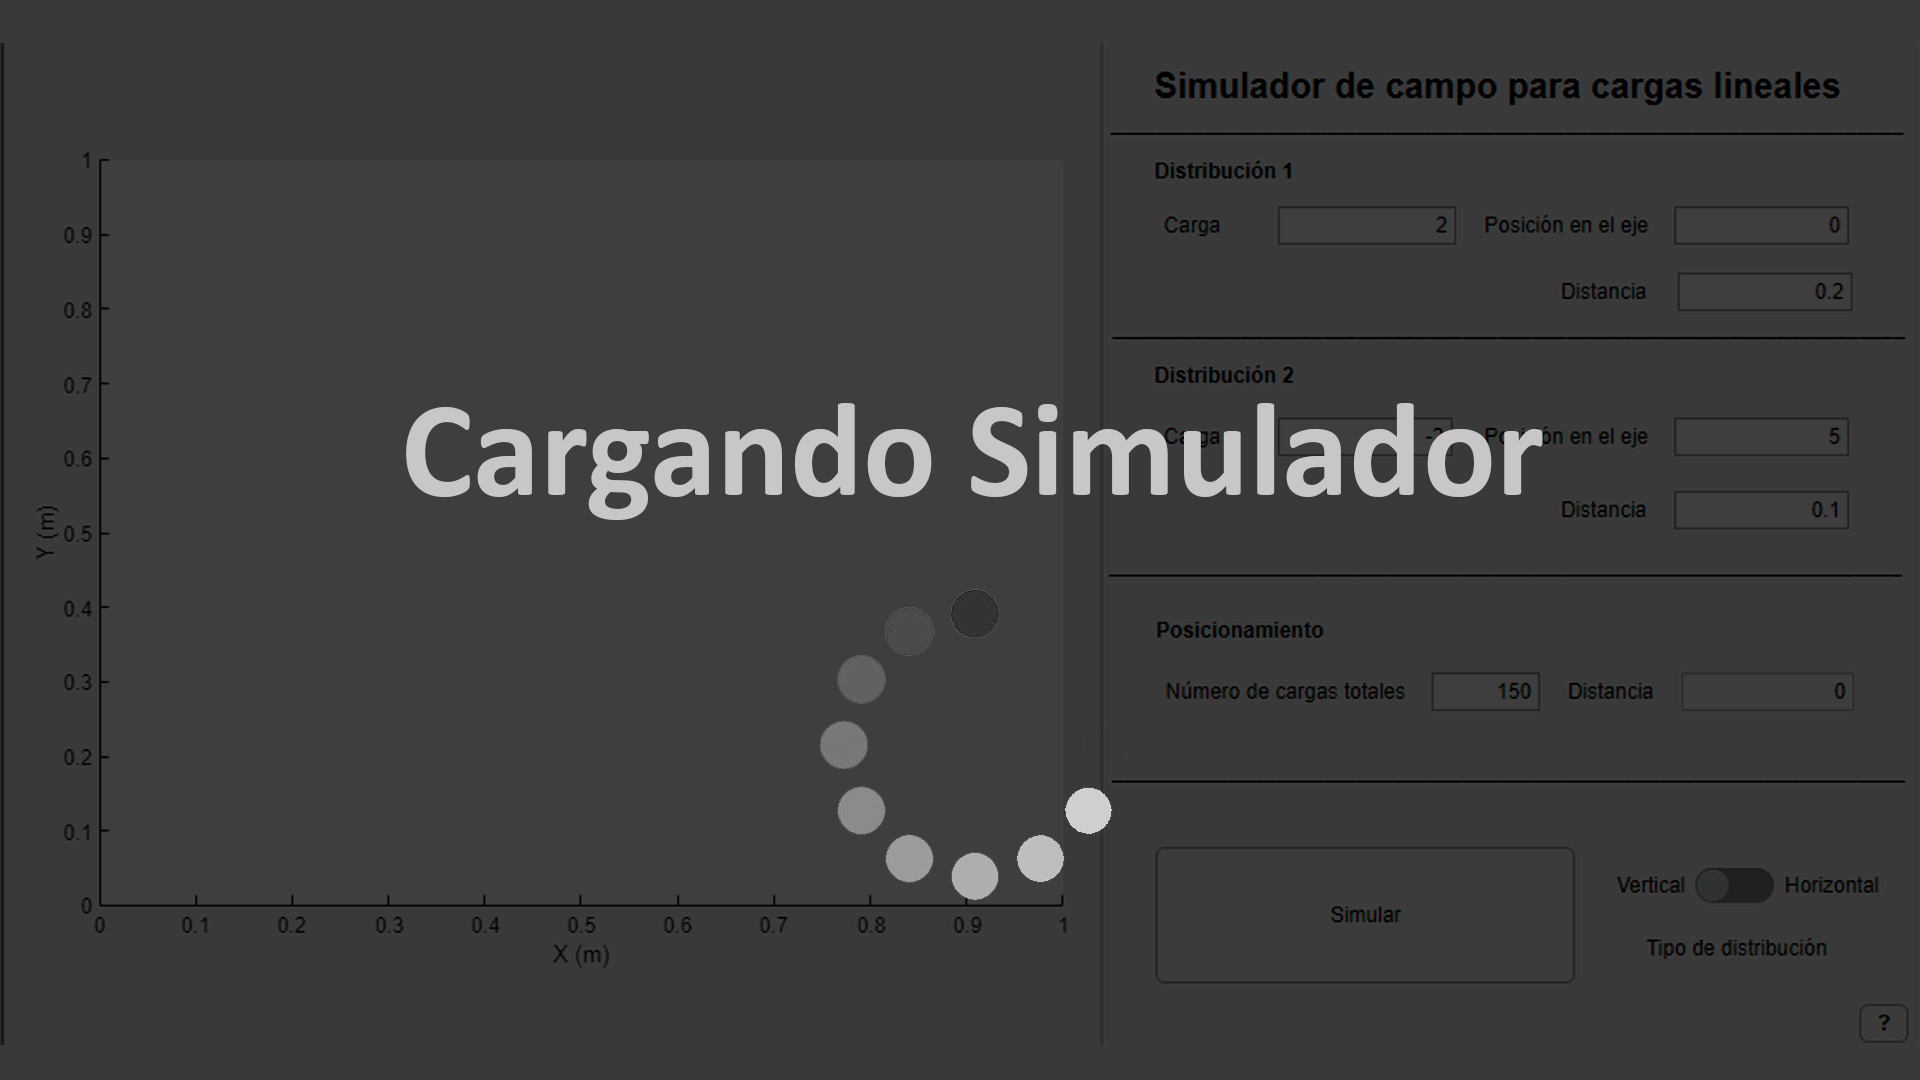 Simulador de campo para cargas lineales
Distribución 1
Carga 2 Posición en el eje 0
Distancia 0.2
Distribución 2
Carga Posición en el eje 5
Distancia 0.1
Cargando Simulador
Posicionamiento
Número de cargas totales 150 Distancia 0
Simular
Vertical Horizontal
Tipo de distribución
?
1
0.9
0.8
0.7
0.6
0.5
0.4
0.3
0.2
0.1
0
Y (m)
0 0.1 0.2 0.3 0.4 0.5 0.6 0.7 0.8 0.9 1
X (m)